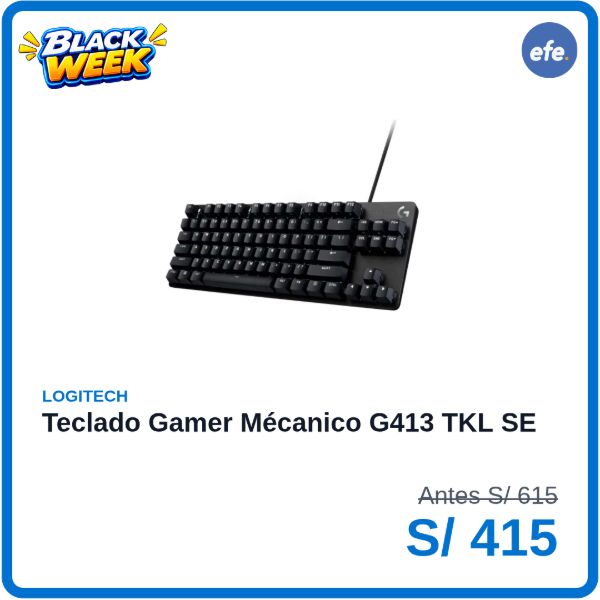 BLACK
WEEK
efe.
LOGITECH
Teclado Gamer Mécanico G413 TKL SE
Antes S/ 615
S/ 415